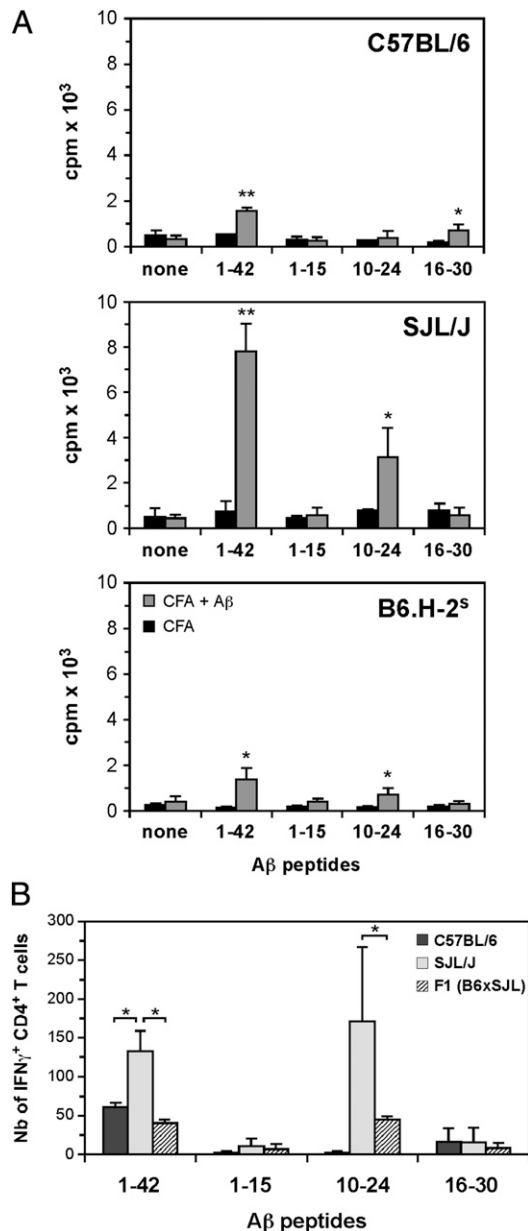 A
C57BL/6
10
8
6
4
2
0
cpm x 10³
** *
none 1-42 1-15 10-24 16-30
SJL/J
10
8
6
4
2
0
cpm x 10³
** *
none 1-42 1-15 10-24 16-30
B6.H-2ˢ
CFA + Aβ
CFA
10
8
6
4
2
0
cpm x 10³
* *
none 1-42 1-15 10-24 16-30
Aβ peptides
B
300
250
200
150
100
50
0
Nb of IFNγ⁺ CD4⁺ T cells
C57BL/6
SJL/J
F1 (B6xSJL)
* * *
1-42 1-15 10-24 16-30
Aβ peptides